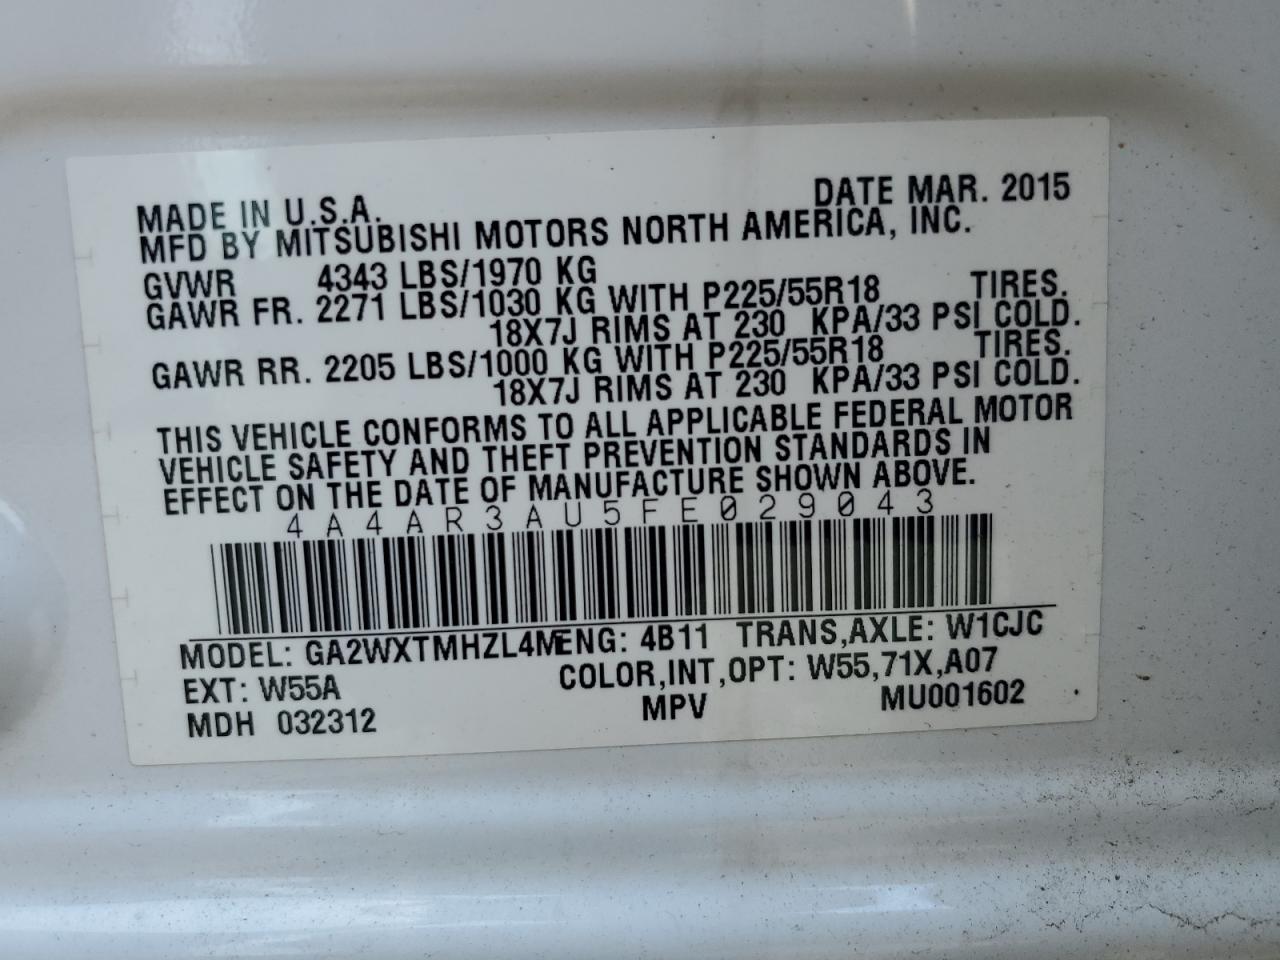 DATE MAR. 2015
MADE IN U.S.A.
MFD BY MITSUBISHI MOTORS NORTH AMERICA, INC.
GVWR 4343 LBS/1970 KG
GAWR FR. 2271 LBS/1030 KG WITH P225/55R18 TIRES.
18X7J RIMS AT 230 KPA/33 PSI COLD.
GAWR RR. 2205 LBS/1000 KG WITH P225/55R18 TIRES.
18X7J RIMS AT 230 KPA/33 PSI COLD.
THIS VEHICLE CONFORMS TO ALL APPLICABLE FEDERAL MOTOR
VEHICLE SAFETY AND THEFT PREVENTION STANDARDS IN
EFFECT ON THE DATE OF MANUFACTURE SHOWN ABOVE.
4A4AR3AU5FE029043
MODEL: GA2WXTMHZL4M ENG: 4B11 TRANS,AXLE: W1CJC
EXT: W55A COLOR,INT,OPT: W55,71X,A07
MDH 032312 MPV MU001602